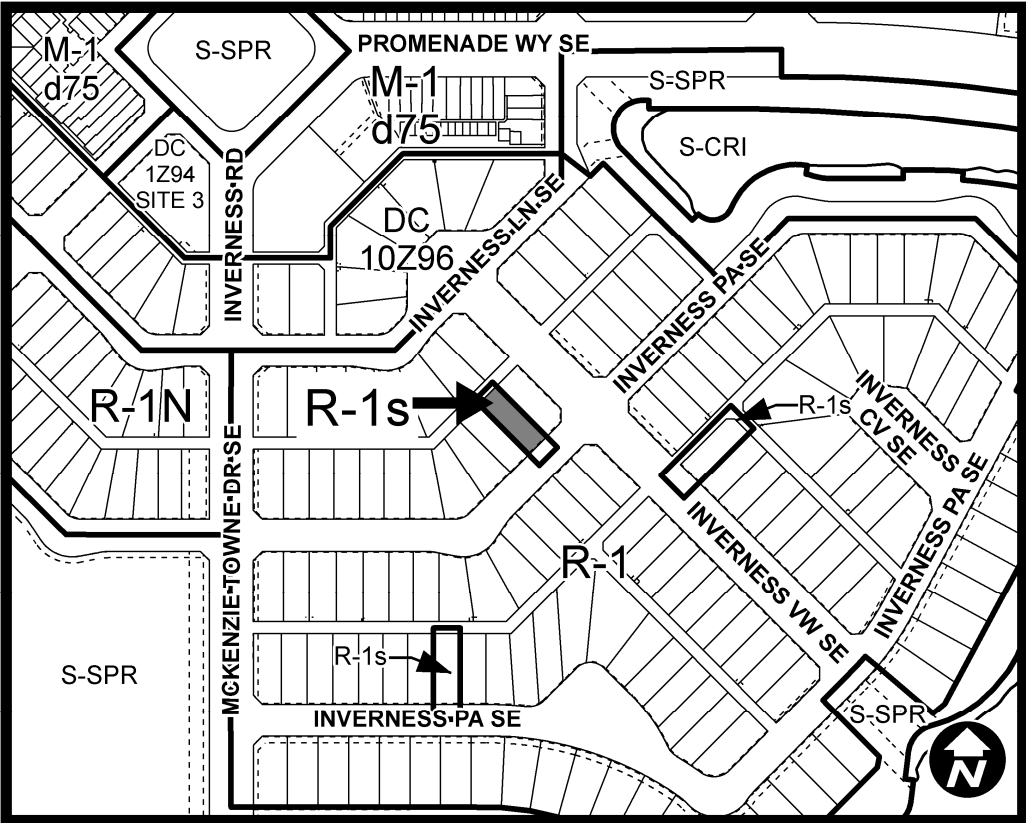 M-1
d75
S-SPR
PROMENADE WY SE
M-1
d75
S-SPR
S-CRI
DC
1Z94
SITE 3
INVERNESS RD
DC
10Z96
INVERNESS LN SE
INVERNESS PA SE
R-1N
R-1s
R-1s
INVERNESS
CV SE
MCKENZIE TOWNE DR SE
INVERNESS PA SE
R-1
INVERNESS VW SE
S-SPR
R-1s
INVERNESS PA SE
S-SPR
N